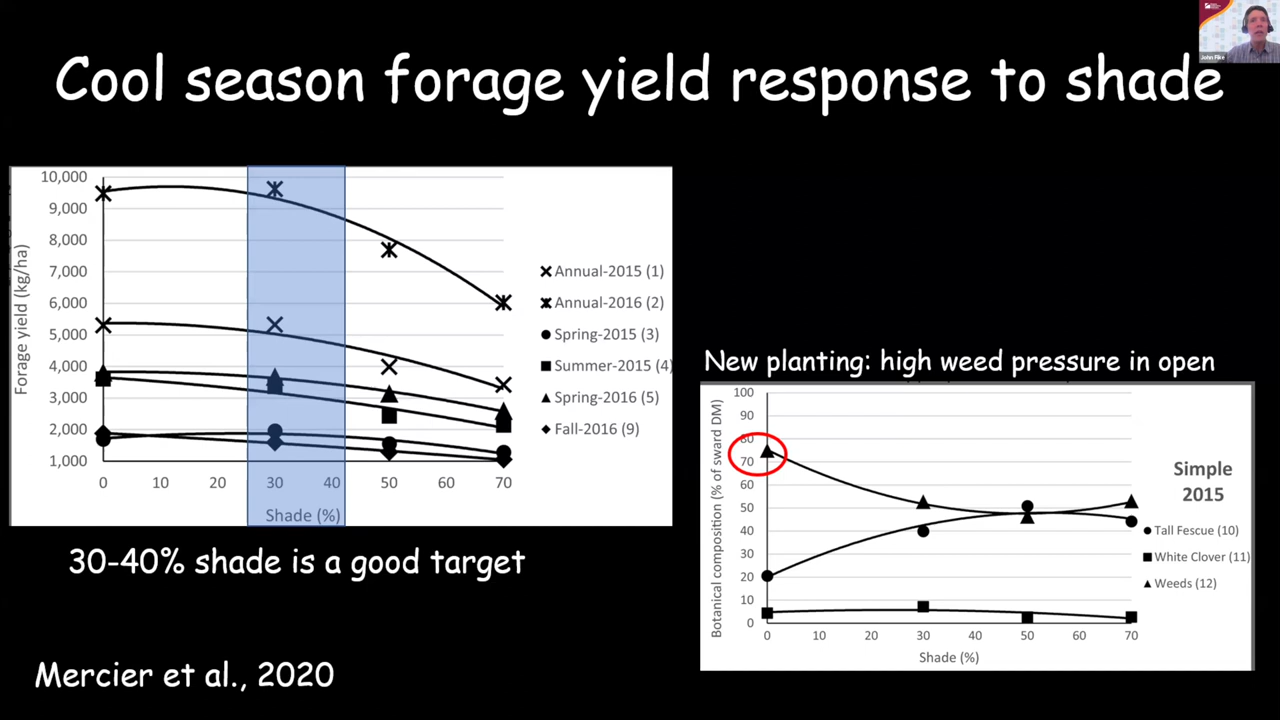 John Fike
Cool season forage yield response to shade
Forage yield (kg/ha)
10,000
9,000
8,000
7,000
6,000
5,000
4,000
3,000
2,000
1,000
0 10 20 30 40 50 60 70
Shade (%)
Annual-2015 (1)
Annual-2016 (2)
Spring-2015 (3)
Summer-2015 (4)
Spring-2016 (5)
Fall-2016 (9)
30-40% shade is a good target
New planting: high weed pressure in open
Botanical composition (% of sward DM)
100
90
80
70
60
50
40
30
20
10
0
0 10 20 30 40 50 60 70
Shade (%)
Simple
2015
Tall Fescue (10)
White Clover (11)
Weeds (12)
Mercier et al., 2020